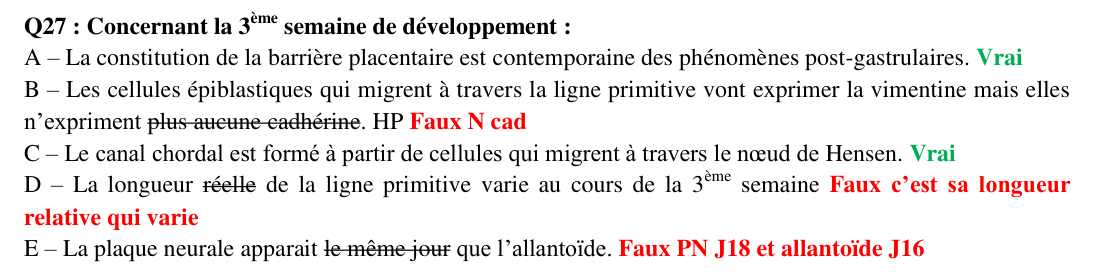 Q27 : Concernant la 3ème semaine de développement :
A – La constitution de la barrière placentaire est contemporaine des phénomènes post-gastrulaires. Vrai
B – Les cellules épiblastiques qui migrent à travers la ligne primitive vont exprimer la vimentine mais elles
n’expriment plus aucune cadhérine. HP Faux N cad
C – Le canal chordal est formé à partir de cellules qui migrent à travers le nœud de Hensen. Vrai
D – La longueur réelle de la ligne primitive varie au cours de la 3ème semaine Faux c’est sa longueur
relative qui varie
E – La plaque neurale apparait le même jour que l’allantoïde. Faux PN J18 et allantoïde J16